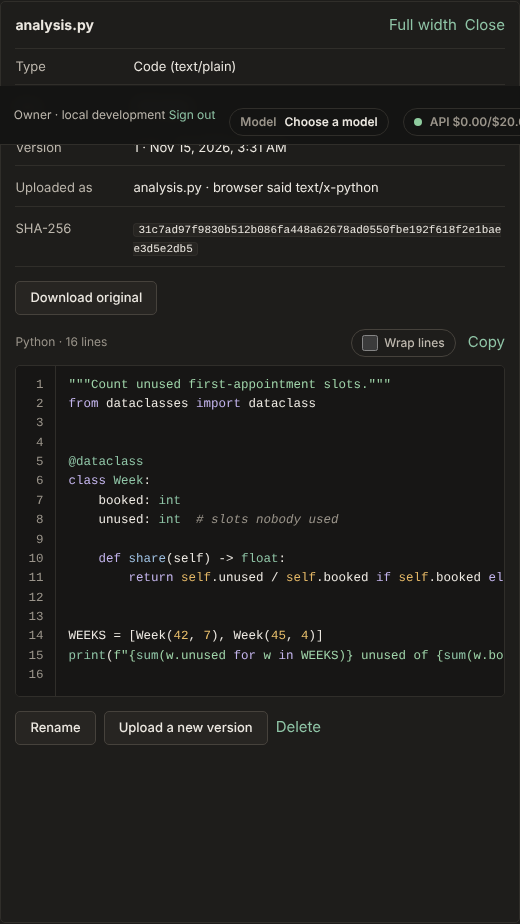 analysis.py Full width Close
Type Code (text/plain)
Owner · local development Sign out Model Choose a model API $0.00/$20.
Version 1 · Nov 15, 2026, 3:31 AM
Uploaded as analysis.py · browser said text/x-python
SHA-256 31c7ad97f9830b512b086fa448a62678ad0550fbe192f618f2e1bae
e3d5e2db5
Download original
Python · 16 lines Wrap lines Copy
1 """Count unused first-appointment slots."""
2 from dataclasses import dataclass
3
4
5 @dataclass
6 class Week:
7     booked: int
8     unused: int  # slots nobody used
9
10     def share(self) -> float:
11         return self.unused / self.booked if self.booked el
12
13
14 WEEKS = [Week(42, 7), Week(45, 4)]
15 print(f"{sum(w.unused for w in WEEKS)} unused of {sum(w.bo
16
Rename Upload a new version Delete